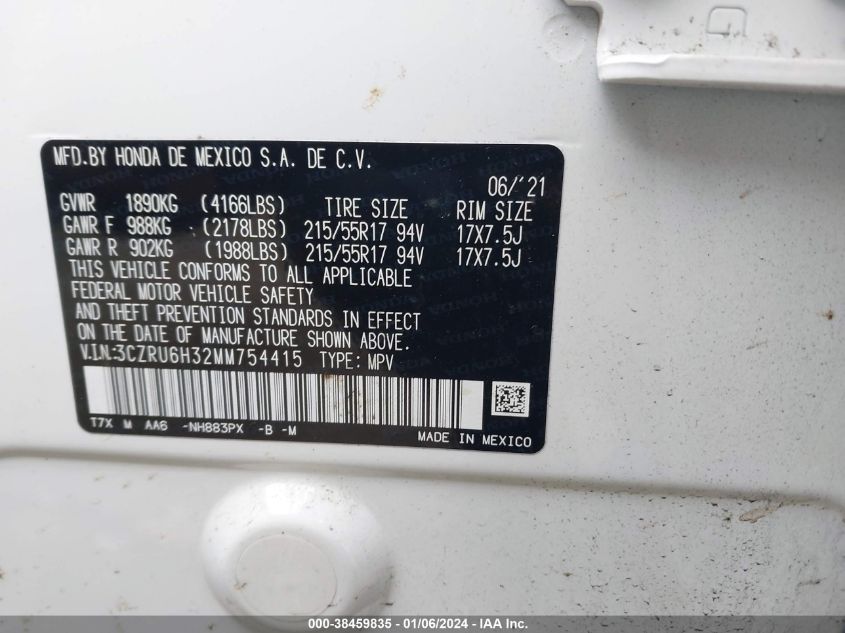 MFD.BY HONDA DE MEXICO S.A. DE C.V.
06/'21
GVWR 1890KG (4166LBS) TIRE SIZE RIM SIZE
GAWR F 988KG (2178LBS) 215/55R17 94V 17X7.5J
GAWR R 902KG (1988LBS) 215/55R17 94V 17X7.5J
THIS VEHICLE CONFORMS TO ALL APPLICABLE
FEDERAL MOTOR VEHICLE SAFETY
AND THEFT PREVENTION STANDARDS IN EFFECT
ON THE DATE OF MANUFACTURE SHOWN ABOVE.
V.I.N:3CZRU6H32MM754415 TYPE: MPV
T7X M AA6 -NH883PX -B -M
MADE IN MEXICO
000-38459835 - 01/06/2024 - IAA Inc.